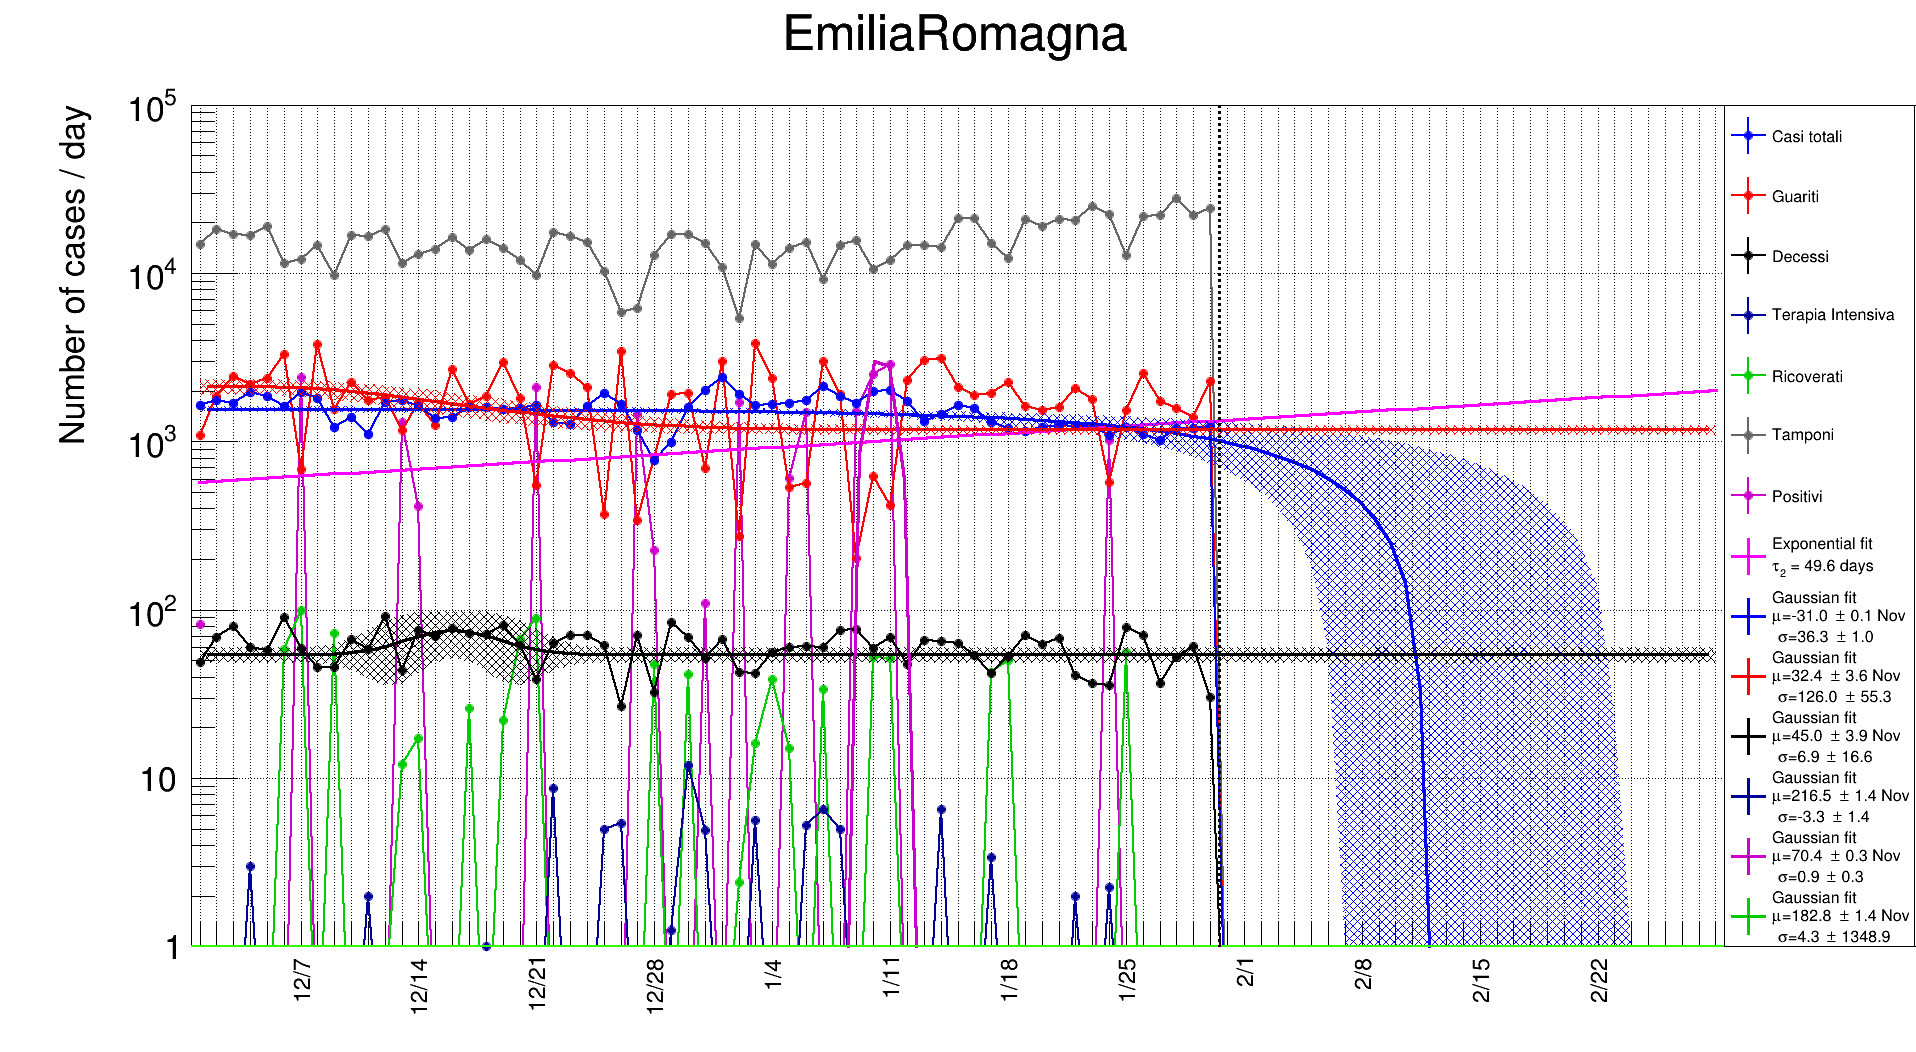 EmiliaRomagna
Number of cases / day
10^5
10^4
10^3
10^2
10
1
12/7
12/14
12/21
12/28
1/4
1/11
1/18
1/25
2/1
2/8
2/15
2/22
Casi totali
Guariti
Decessi
Terapia Intensiva
Ricoverati
Tamponi
Positivi
Exponential fit
τ_2 = 49.6 days
Gaussian fit
μ=-31.0 ± 0.1 Nov
σ=36.3 ± 1.0
Gaussian fit
μ=32.4 ± 3.6 Nov
σ=126.0 ± 55.3
Gaussian fit
μ=45.0 ± 3.9 Nov
σ=6.9 ± 16.6
Gaussian fit
μ=216.5 ± 1.4 Nov
σ=-3.3 ± 1.4
Gaussian fit
μ=70.4 ± 0.3 Nov
σ=0.9 ± 0.3
Gaussian fit
μ=182.8 ± 1.4 Nov
σ=4.3 ± 1348.9